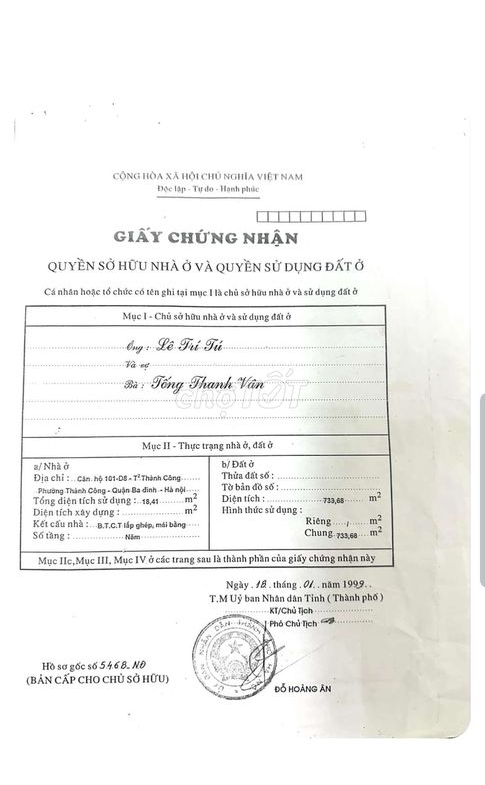 CỘNG HÒA XÃ HỘI CHỦ NGHĨA VIỆT NAM
Độc lập - Tự do - Hạnh phúc
GIẤY CHỨNG NHẬN
QUYỀN SỞ HỮU NHÀ Ở VÀ QUYỀN SỬ DỤNG ĐẤT Ở
Cá nhân hoặc tổ chức có tên ghi tại mục I là chủ sở hữu nhà ở và sử dụng đất ở
Mục I - Chủ sở hữu nhà ở và sử dụng đất ở
Ông : Lê Trí Tú
Và vợ
Bà : Tống Thanh Vân
chợTỐT
Mục II - Thực trạng nhà ở, đất ở
a/ Nhà ở
Địa chỉ : Căn hộ 101-D8 - T² Thành Công
Phường Thành Công - Quận Ba đình - Hà nội
Tổng diện tích sử dụng : 18,41 m²
Diện tích xây dựng : m²
Kết cấu nhà : B.T.C.T lắp ghép, mái bằng
Số tầng : Năm
b/ Đất ở
Thửa đất số :
Tờ bản đồ số :
Diện tích : 733,68 m²
Hình thức sử dụng :
Riêng / m²
Chung 733,68 m²
Mục IIc, Mục III, Mục IV ở các trang sau là thành phần của giấy chứng nhận này
Ngày .18. tháng .01. năm 1999
T.M Uỷ ban Nhân dân Tỉnh ( Thành phố )
KT/Chủ Tịch
Phó Chủ Tịch
Hồ sơ gốc số 5468.NĐ
(BẢN CẤP CHO CHỦ SỞ HỮU)
ĐỖ HOÀNG ÂN